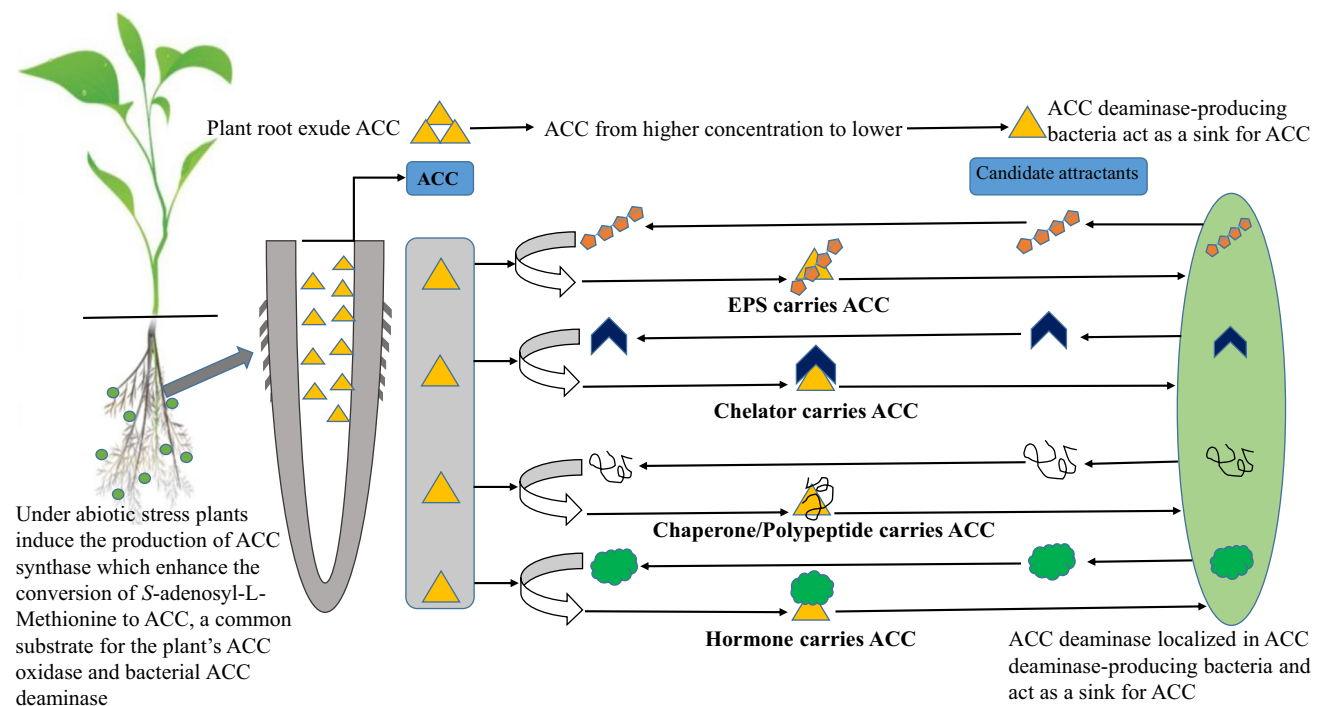 Plant root exude ACC
ACC from higher concentration to lower
ACC deaminase-producing
bacteria act as a sink for ACC
ACC
Candidate attractants
EPS carries ACC
Chelator carries ACC
Chaperone/Polypeptide carries ACC
Hormone carries ACC
Under abiotic stress plants
induce the production of ACC
synthase which enhance the
conversion of S-adenosyl-L-
Methionine to ACC, a common
substrate for the plant's ACC
oxidase and bacterial ACC
deaminase
ACC deaminase localized in ACC
deaminase-producing bacteria and
act as a sink for ACC